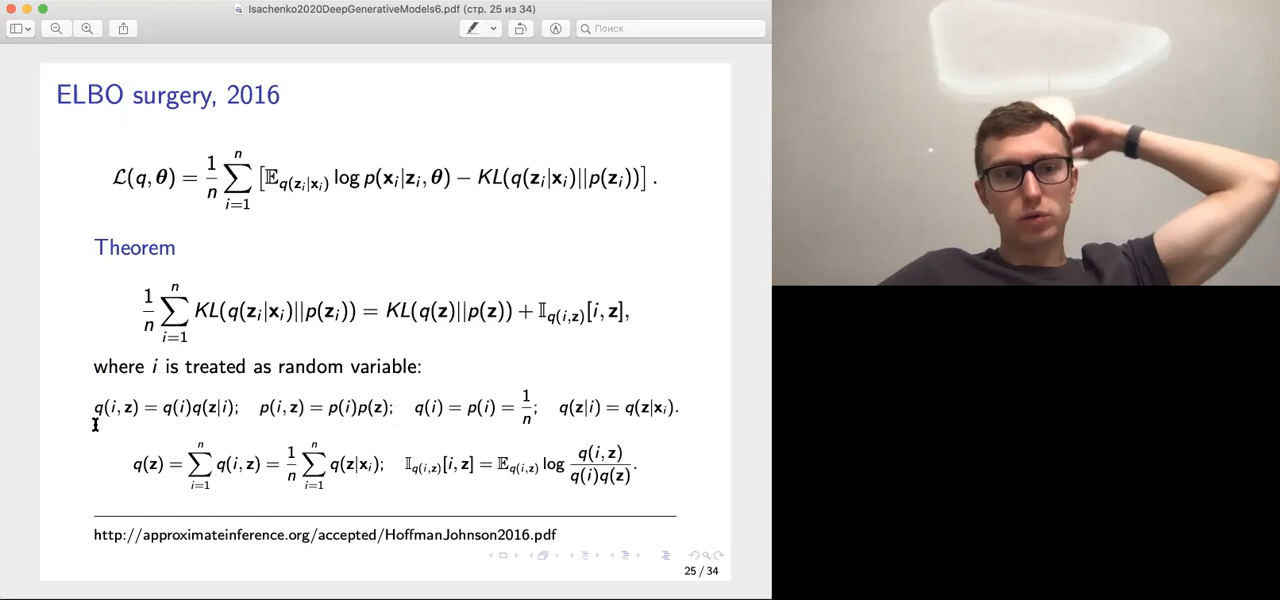 Isachenko2020DeepGenerativeModels6.pdf (стр. 25 из 34)
Поиск
ELBO surgery, 2016
ℒ(q, θ) = 1/n ∑_{i=1}^{n} [𝔼_{q(z_i|x_i)} log p(x_i|z_i, θ) − KL(q(z_i|x_i)||p(z_i))] .
Theorem
1/n ∑_{i=1}^{n} KL(q(z_i|x_i)||p(z_i)) = KL(q(z)||p(z)) + 𝕀_{q(i,z)}[i, z],
where i is treated as random variable:
q(i, z) = q(i)q(z|i); p(i, z) = p(i)p(z); q(i) = p(i) = 1/n; q(z|i) = q(z|x_i).
q(z) = ∑_{i=1}^{n} q(i, z) = 1/n ∑_{i=1}^{n} q(z|x_i); 𝕀_{q(i,z)}[i, z] = 𝔼_{q(i,z)} log q(i, z)/q(i)q(z).
http://approximateinference.org/accepted/HoffmanJohnson2016.pdf
25 / 34